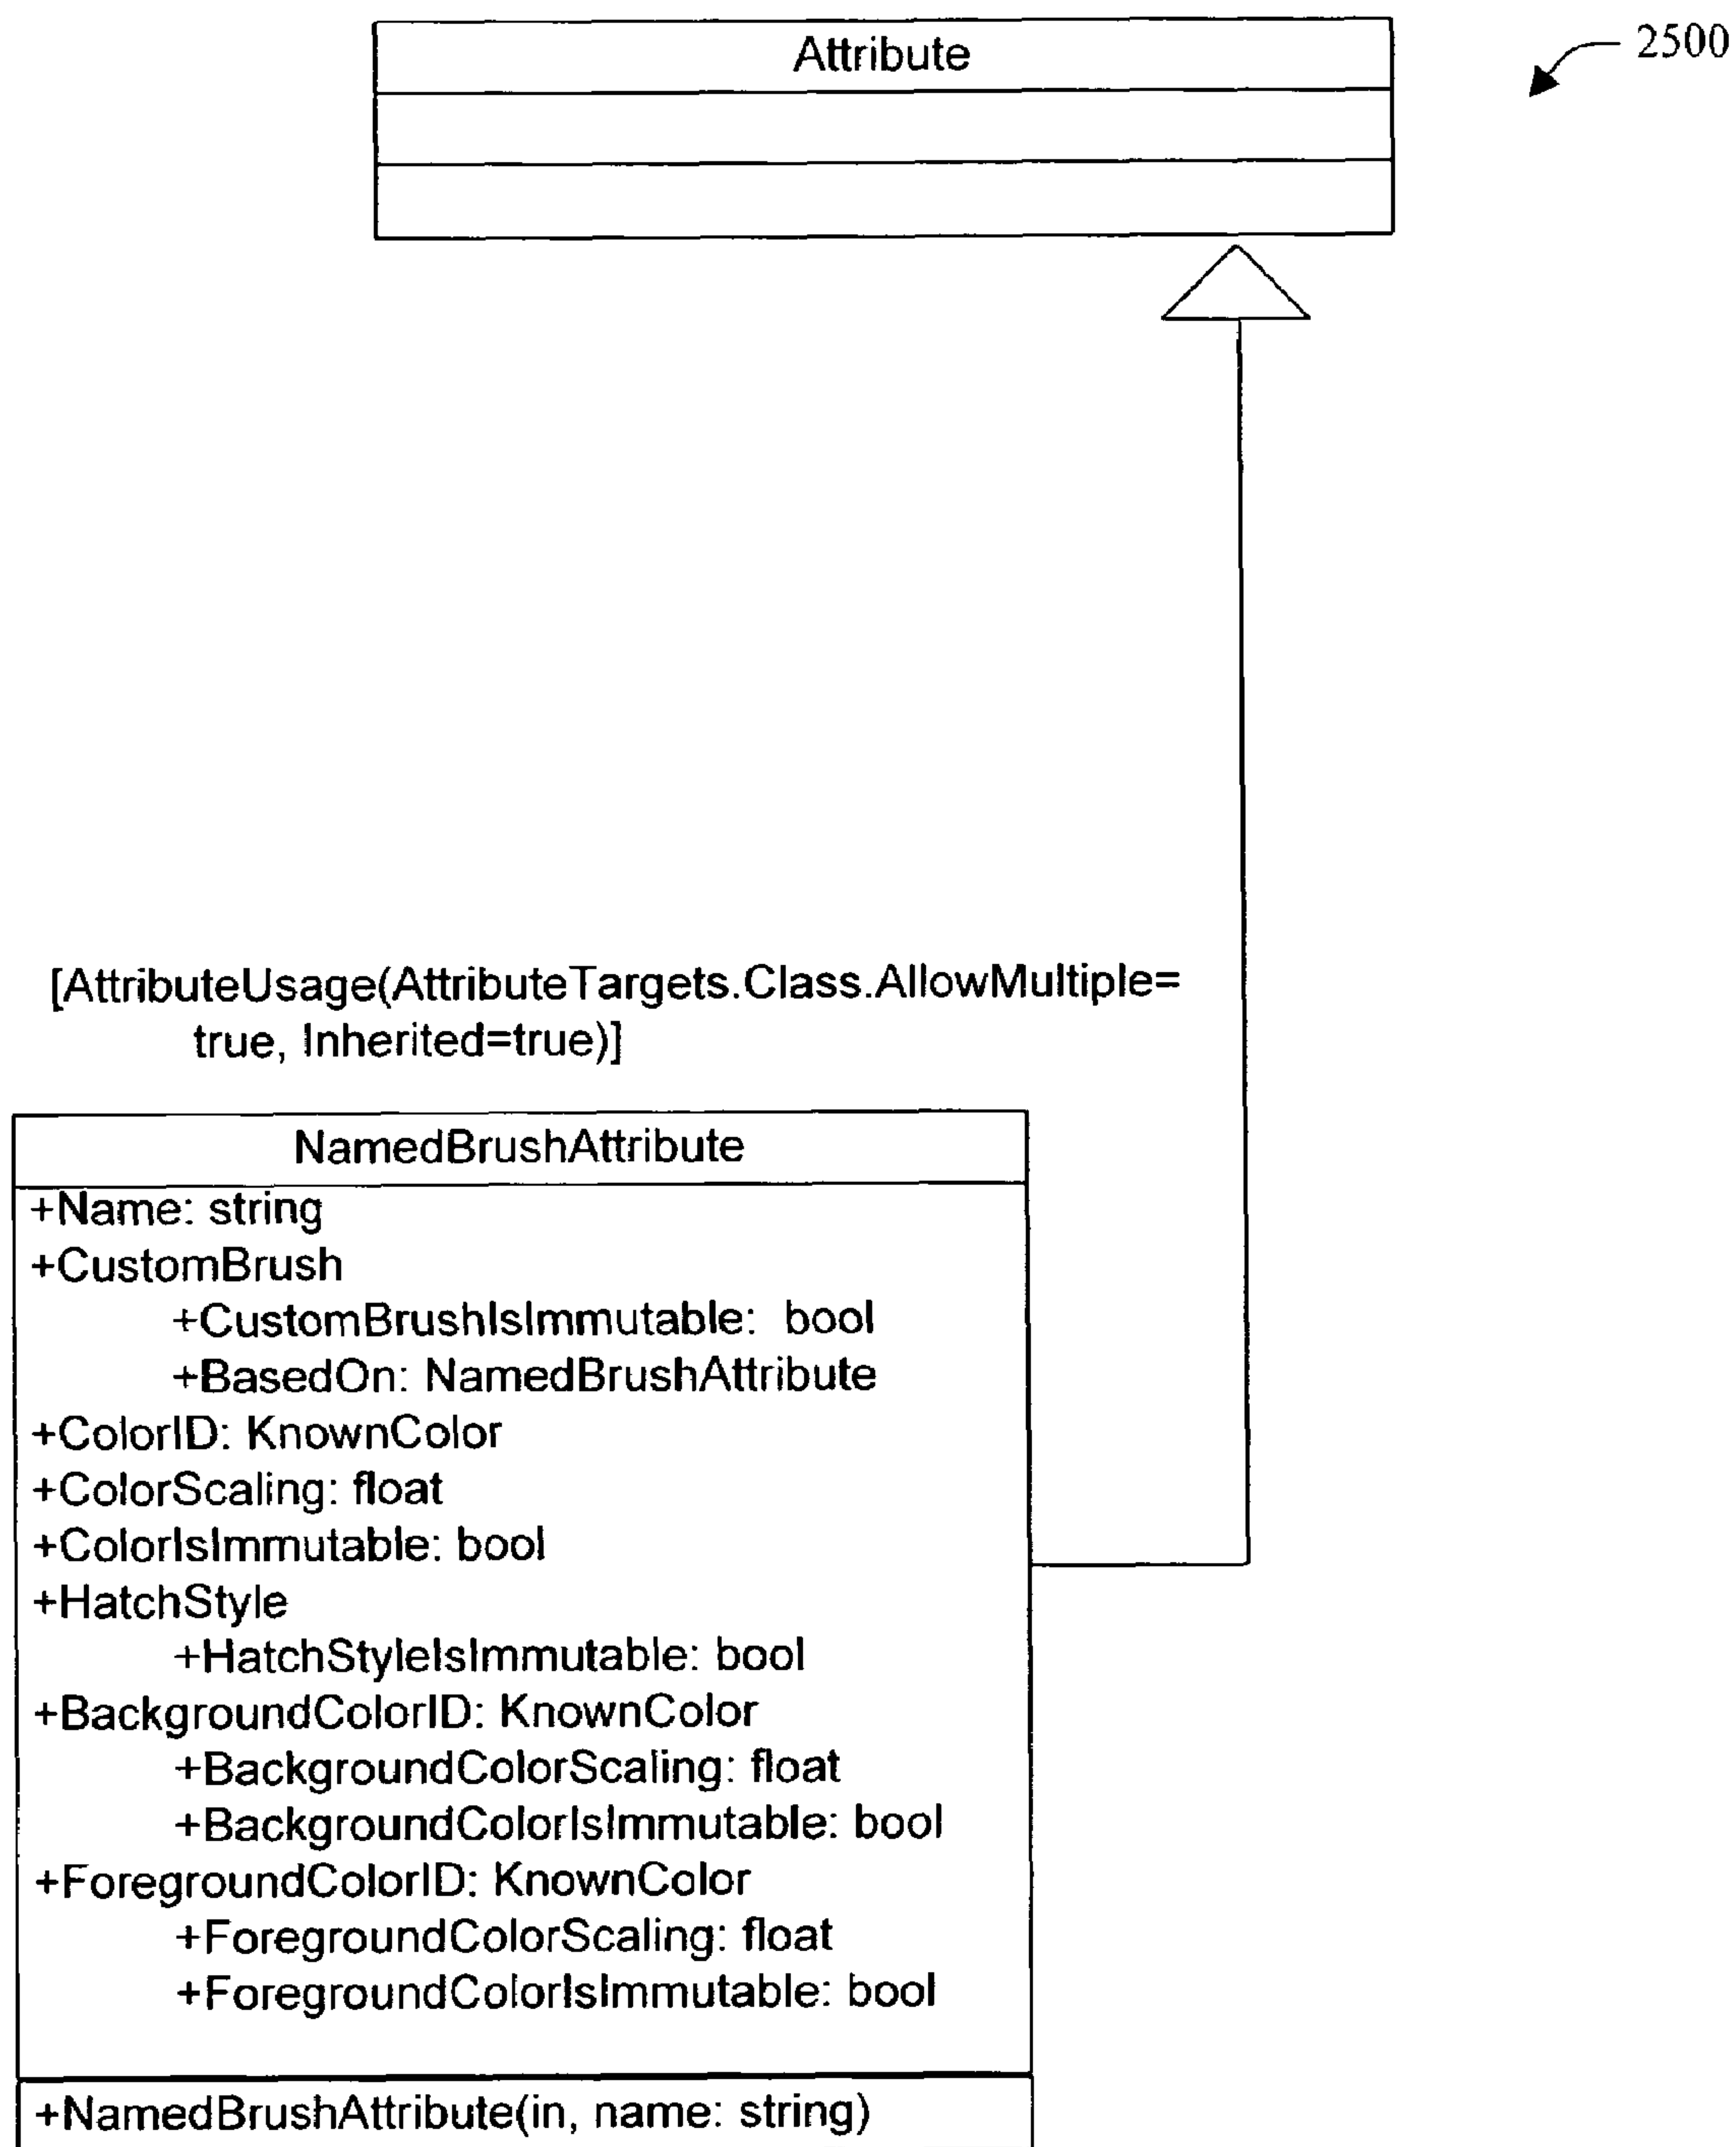 Attribute
2500
[AttributeUsage(AttributeTargets.Class.AllowMultiple=
true, Inherited=true)]
NamedBrushAttribute
+Name: string
+CustomBrush
+CustomBrushIsImmutable: bool
+BasedOn: NamedBrushAttribute
+ColorID: KnownColor
+ColorScaling: float
+ColorIsImmutable: bool
+HatchStyle
+HatchStyleIsImmutable: bool
+BackgroundColorID: KnownColor
+BackgroundColorScaling: float
+BackgroundColorIsImmutable: bool
+ForegroundColorID: KnownColor
+ForegroundColorScaling: float
+ForegroundColorIsImmutable: bool
+NamedBrushAttribute(in, name: string)